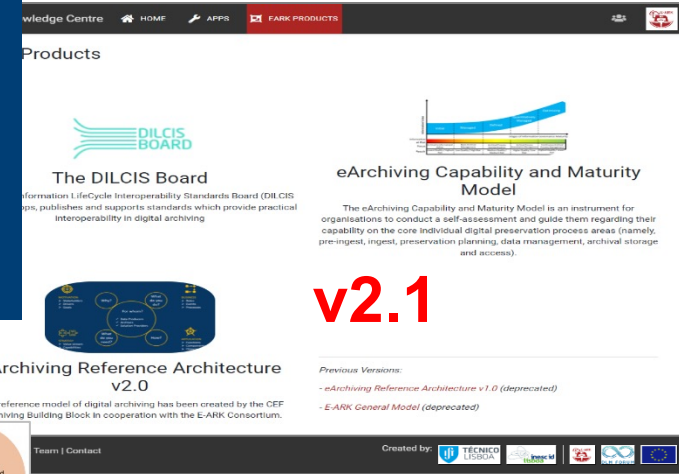 wledge Centre HOME APPS EARK PRODUCTS
Products
DILCIS
BOARD
The DILCIS Board
nformation LifeCycle Interoperability Standards Board (DILCIS
ops, publishes and supports standards which provide practical
interoperability in digital archiving
eArchiving Capability and Maturity
Model
The eArchiving Capability and Maturity Model is an instrument for
organisations to conduct a self-assessment and guide them regarding their
capability on the core individual digital preservation process areas (namely,
pre-ingest, ingest, preservation planning, data management, archival storage
and access).
v2.1
rchiving Reference Architecture
v2.0
reference model of digital archiving has been created by the CEF
hiving Building Block in cooperation with the E-ARK Consortium.
Previous Versions:
- eArchiving Reference Architecture v1.0 (deprecated)
- E-ARK General Model (deprecated)
Team | Contact
Created by:
TÉCNICO
LISBOA
inesc id
lisboa
DLM FORUM